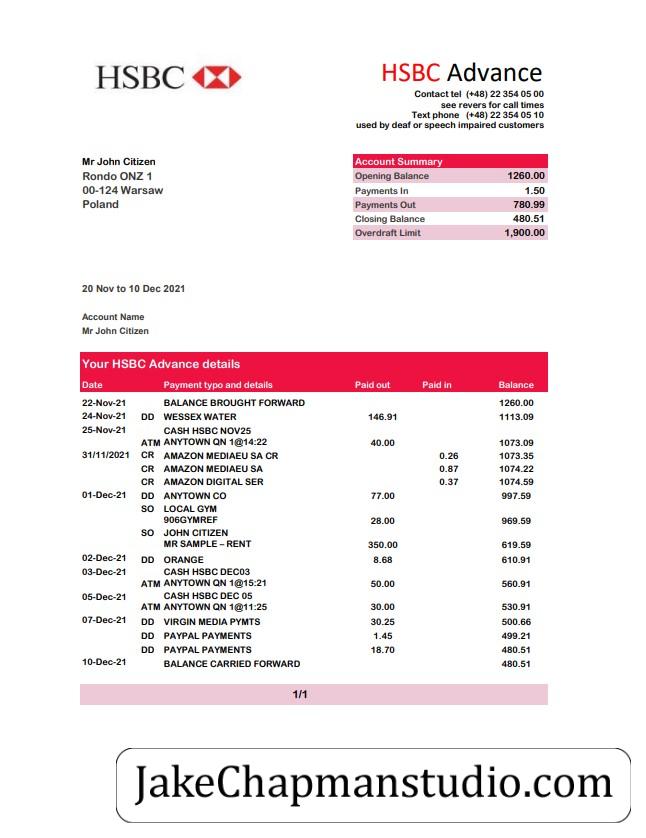 HSBC
HSBC Advance
Contact tel (+48) 22 354 05 00
see revers for call times
Text phone (+48) 22 354 05 10
used by deaf or speech impaired customers
Mr John Citizen
Rondo ONZ 1
00-124 Warsaw
Poland
Account Summary
Opening Balance 1260.00
Payments In 1.50
Payments Out 780.99
Closing Balance 480.51
Overdraft Limit 1,900.00
20 Nov to 10 Dec 2021
Account Name
Mr John Citizen
Your HSBC Advance details
Date Payment typo and details Paid out Paid in Balance
22-Nov-21 BALANCE BROUGHT FORWARD 1260.00
24-Nov-21 DD WESSEX WATER 146.91 1113.09
25-Nov-21 CASH HSBC NOV25
ATM ANYTOWN QN 1@14:22 40.00 1073.09
31/11/2021 CR AMAZON MEDIAEU SA CR 0.26 1073.35
CR AMAZON MEDIAEU SA 0.87 1074.22
CR AMAZON DIGITAL SER 0.37 1074.59
01-Dec-21 DD ANYTOWN CO 77.00 997.59
SO LOCAL GYM
906GYMREF 28.00 969.59
SO JOHN CITIZEN
MR SAMPLE – RENT 350.00 619.59
02-Dec-21 DD ORANGE 8.68 610.91
03-Dec-21 CASH HSBC DEC03
ATM ANYTOWN QN 1@15:21 50.00 560.91
05-Dec-21 CASH HSBC DEC 05
ATM ANYTOWN QN 1@11:25 30.00 530.91
07-Dec-21 DD VIRGIN MEDIA PYMTS 30.25 500.66
DD PAYPAL PAYMENTS 1.45 499.21
DD PAYPAL PAYMENTS 18.70 480.51
10-Dec-21 BALANCE CARRIED FORWARD 480.51
1/1
JakeChapmanstudio.com